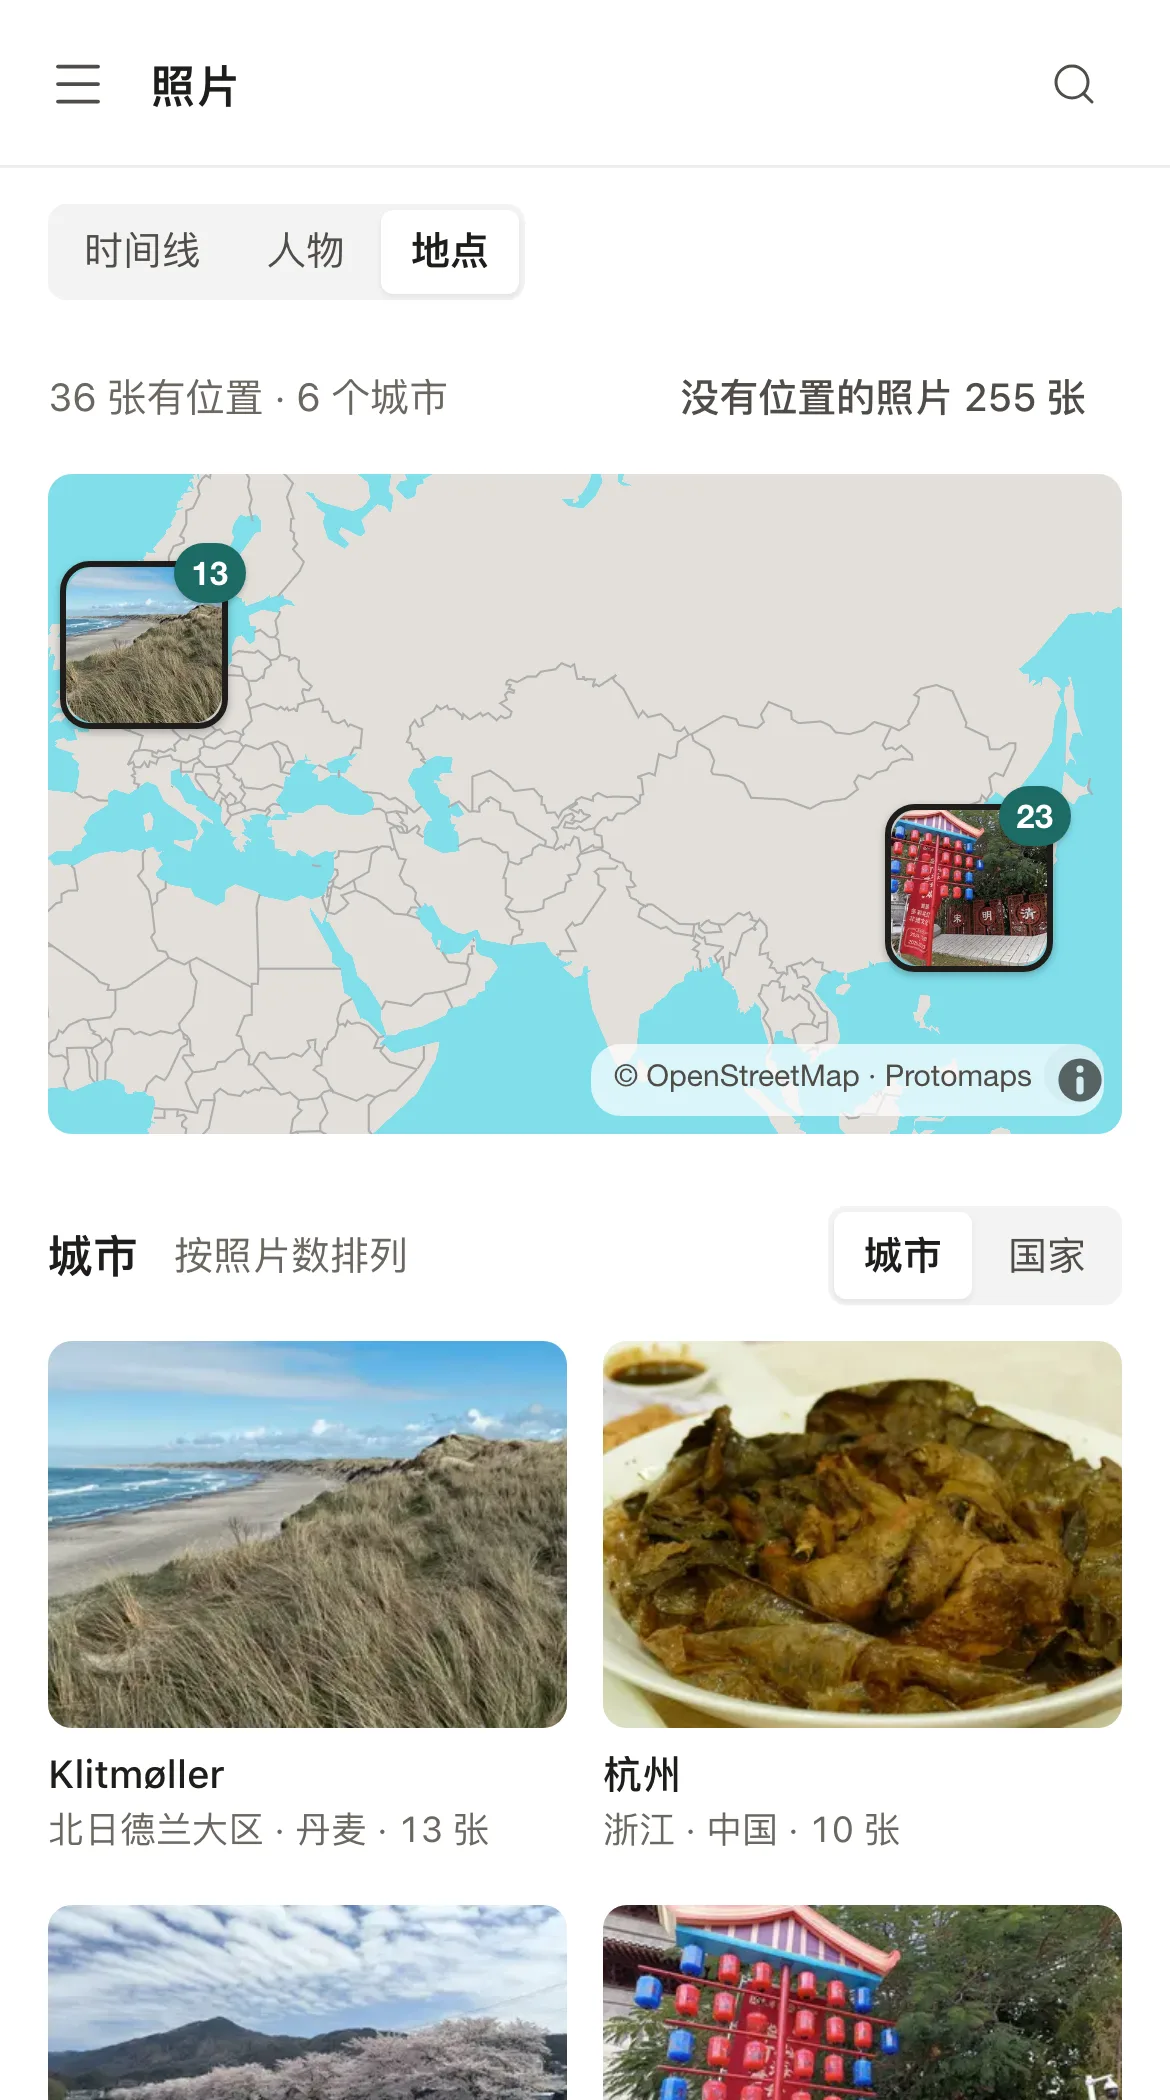 照片
时间线 人物 地点
36 张有位置 · 6 个城市 没有位置的照片 255 张
13
23
宋 明 清
© OpenStreetMap · Protomaps
城市 按照片数排列 城市 国家
Klitmøller 杭州
北日德兰大区 · 丹麦 · 13 张 浙江 · 中国 · 10 张